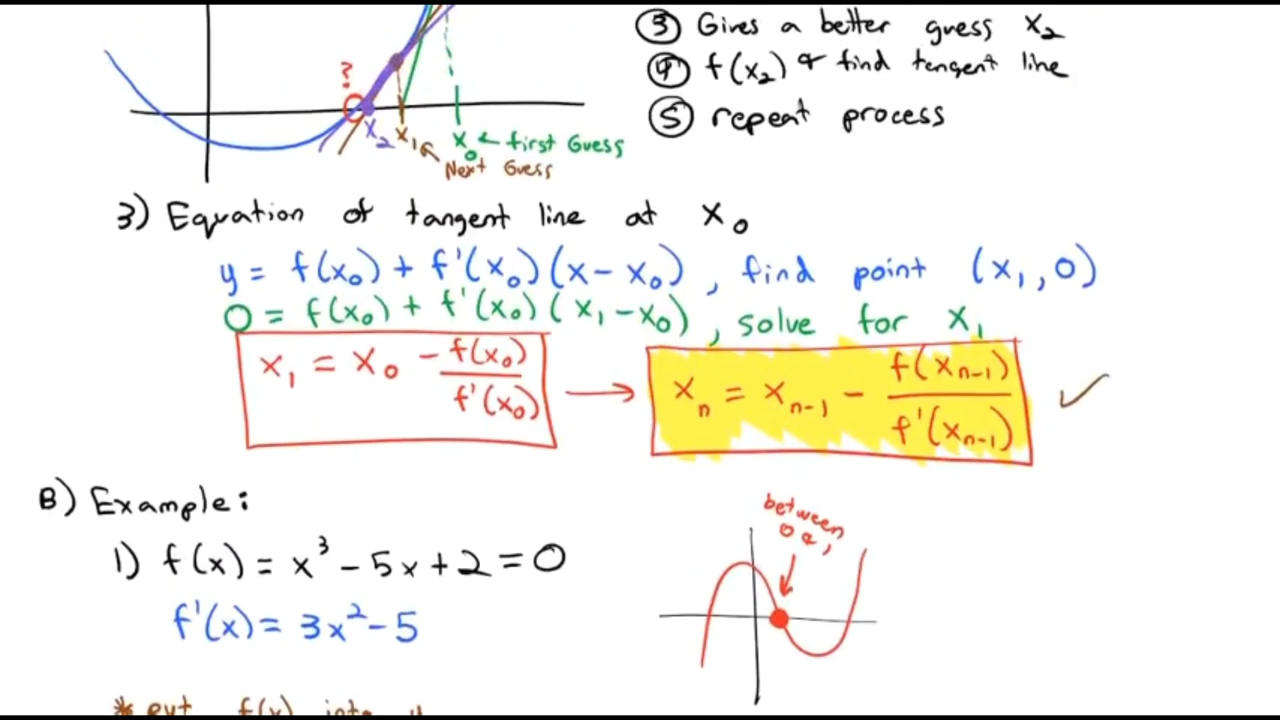 ③ Gives a better guess x₂
④ f(x₂) & find tangent line
⑤ repeat process
?
x₂ x₁ x₀ ← first Guess
Next Guess
3) Equation of tangent line at x₀
y = f(x₀) + f'(x₀)(x - x₀), find point (x₁, 0)
0 = f(x₀) + f'(x₀)(x₁ - x₀), solve for x₁
x₁ = x₀ - f(x₀)/f'(x₀) → xₙ = xₙ₋₁ - f(xₙ₋₁)/f'(xₙ₋₁) ✓
B) Example:
between
0 &
1) f(x) = x³ - 5x + 2 = 0
f'(x) = 3x² - 5
f(x)